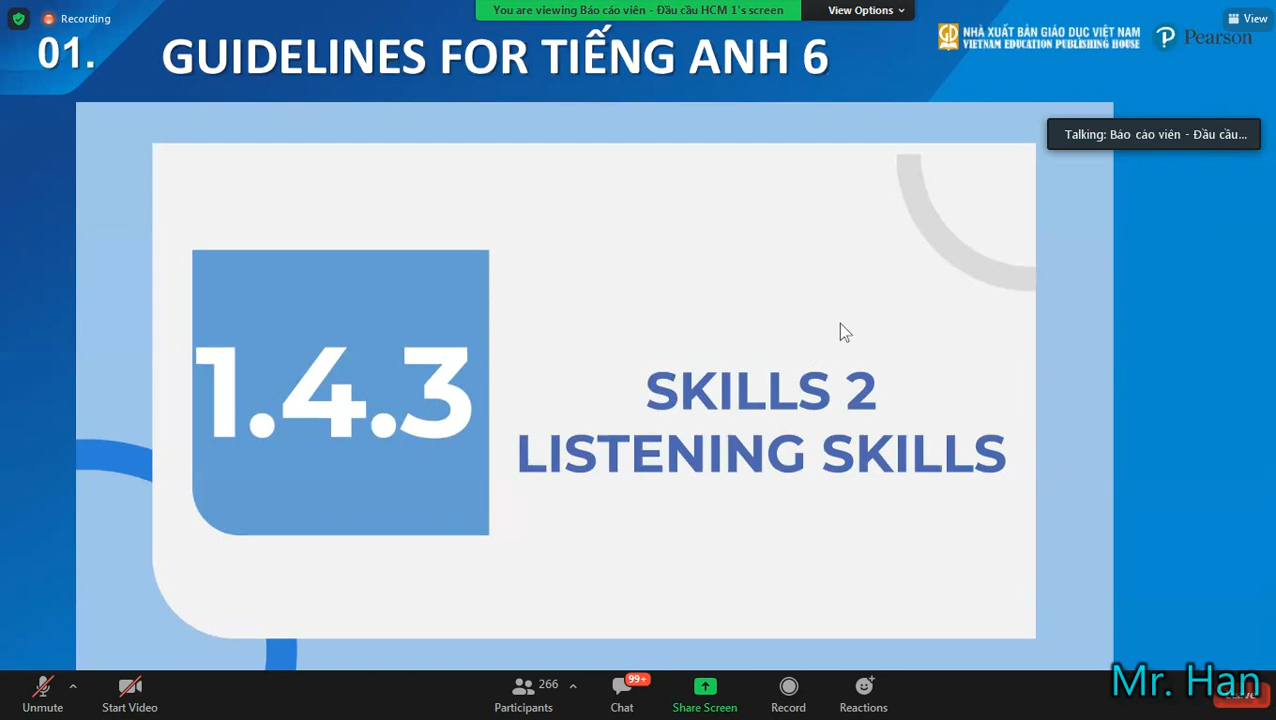 Recording
You are viewing Báo cáo viên - Đầu cầu HCM 1's screen
View Options
View
01.
GUIDELINES FOR TIẾNG ANH 6
NHÀ XUẤT BẢN GIÁO DỤC VIỆT NAM
VIETNAM EDUCATION PUBLISHING HOUSE
Pearson
Talking: Báo cáo viên - Đầu cầu...
1.4.3
SKILLS 2
LISTENING SKILLS
Mr. Han
Unmute
Start Video
266
Participants
99+
Chat
Share Screen
Record
Reactions